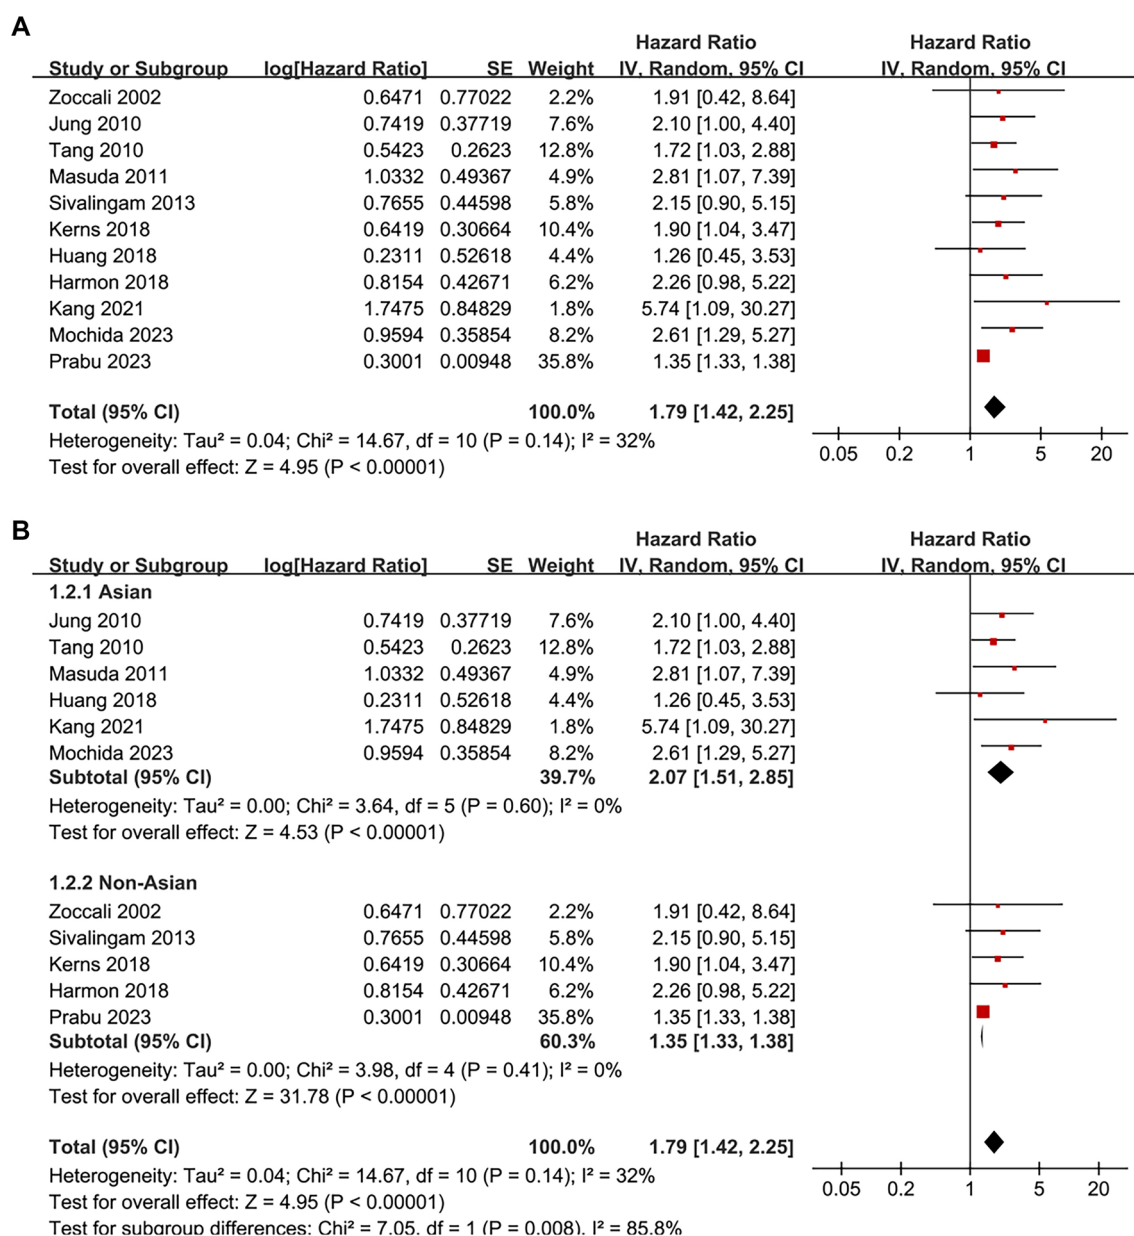 A
Hazard Ratio Hazard Ratio
Study or Subgroup log[Hazard Ratio] SE Weight IV, Random, 95% CI IV, Random, 95% CI
Zoccali 2002 0.6471 0.77022 2.2% 1.91 [0.42, 8.64]
Jung 2010 0.7419 0.37719 7.6% 2.10 [1.00, 4.40]
Tang 2010 0.5423 0.2623 12.8% 1.72 [1.03, 2.88]
Masuda 2011 1.0332 0.49367 4.9% 2.81 [1.07, 7.39]
Sivalingam 2013 0.7655 0.44598 5.8% 2.15 [0.90, 5.15]
Kerns 2018 0.6419 0.30664 10.4% 1.90 [1.04, 3.47]
Huang 2018 0.2311 0.52618 4.4% 1.26 [0.45, 3.53]
Harmon 2018 0.8154 0.42671 6.2% 2.26 [0.98, 5.22]
Kang 2021 1.7475 0.84829 1.8% 5.74 [1.09, 30.27]
Mochida 2023 0.9594 0.35854 8.2% 2.61 [1.29, 5.27]
Prabu 2023 0.3001 0.00948 35.8% 1.35 [1.33, 1.38]
Total (95% CI) 100.0% 1.79 [1.42, 2.25]
Heterogeneity: Tau² = 0.04; Chi² = 14.67, df = 10 (P = 0.14); I² = 32%
Test for overall effect: Z = 4.95 (P < 0.00001)
0.05 0.2 1 5 20
B
Hazard Ratio Hazard Ratio
Study or Subgroup log[Hazard Ratio] SE Weight IV, Random, 95% CI IV, Random, 95% CI
1.2.1 Asian
Jung 2010 0.7419 0.37719 7.6% 2.10 [1.00, 4.40]
Tang 2010 0.5423 0.2623 12.8% 1.72 [1.03, 2.88]
Masuda 2011 1.0332 0.49367 4.9% 2.81 [1.07, 7.39]
Huang 2018 0.2311 0.52618 4.4% 1.26 [0.45, 3.53]
Kang 2021 1.7475 0.84829 1.8% 5.74 [1.09, 30.27]
Mochida 2023 0.9594 0.35854 8.2% 2.61 [1.29, 5.27]
Subtotal (95% CI) 39.7% 2.07 [1.51, 2.85]
Heterogeneity: Tau² = 0.00; Chi² = 3.64, df = 5 (P = 0.60); I² = 0%
Test for overall effect: Z = 4.53 (P < 0.00001)
1.2.2 Non-Asian
Zoccali 2002 0.6471 0.77022 2.2% 1.91 [0.42, 8.64]
Sivalingam 2013 0.7655 0.44598 5.8% 2.15 [0.90, 5.15]
Kerns 2018 0.6419 0.30664 10.4% 1.90 [1.04, 3.47]
Harmon 2018 0.8154 0.42671 6.2% 2.26 [0.98, 5.22]
Prabu 2023 0.3001 0.00948 35.8% 1.35 [1.33, 1.38]
Subtotal (95% CI) 60.3% 1.35 [1.33, 1.38]
Heterogeneity: Tau² = 0.00; Chi² = 3.98, df = 4 (P = 0.41); I² = 0%
Test for overall effect: Z = 31.78 (P < 0.00001)
Total (95% CI) 100.0% 1.79 [1.42, 2.25]
Heterogeneity: Tau² = 0.04; Chi² = 14.67, df = 10 (P = 0.14); I² = 32%
0.05 0.2 1 5 20
Test for overall effect: Z = 4.95 (P < 0.00001)
Test for subgroup differences: Chi² = 7.05, df = 1 (P = 0.008), I² = 85.8%